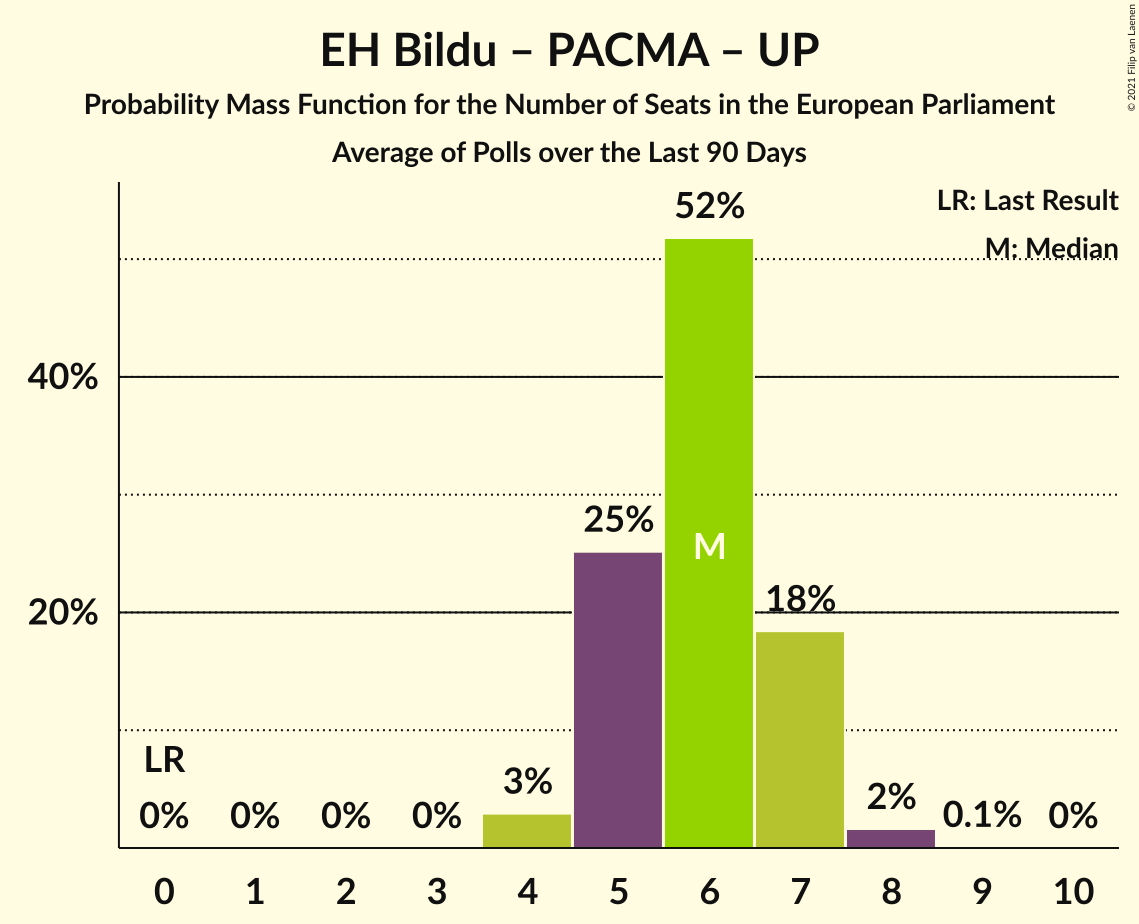 EH Bildu – PACMA – UP
Probability Mass Function for the Number of Seats in the European Parliament
Average of Polls over the Last 90 Days
© 2021 Filip van Laenen
LR: Last Result
M: Median
52%
40%
25%
M
20%
18%
LR
3%
2%
0% 0% 0% 0% 0.1% 0%
0 1 2 3 4 5 6 7 8 9 10